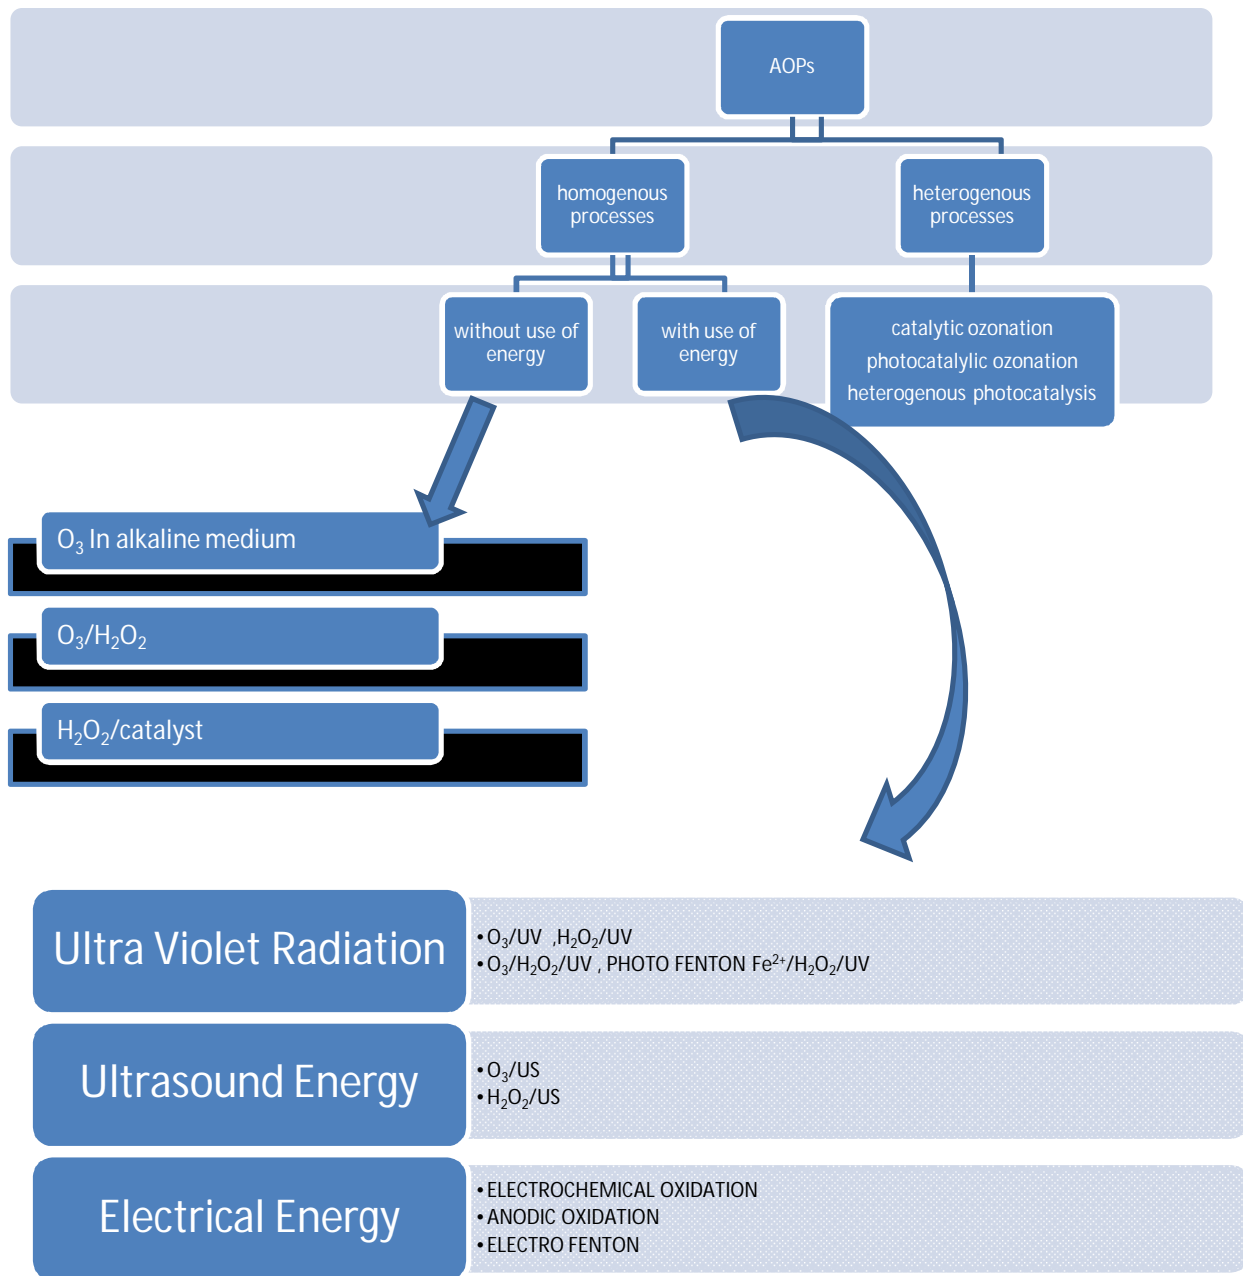 AOPs
homogenous
processes
heterogenous
processes
without use of
energy
with use of
energy
catalytic ozonation
photocatalylic ozonation
heterogenous photocatalysis
O₃ In alkaline medium
O₃/H₂O₂
H₂O₂/catalyst
Ultra Violet Radiation
•O₃/UV ,H₂O₂/UV
•O₃/H₂O₂/UV , PHOTO FENTON Fe²⁺/H₂O₂/UV
Ultrasound Energy
•O₃/US
•H₂O₂/US
Electrical Energy
•ELECTROCHEMICAL OXIDATION
•ANODIC OXIDATION
•ELECTRO FENTON